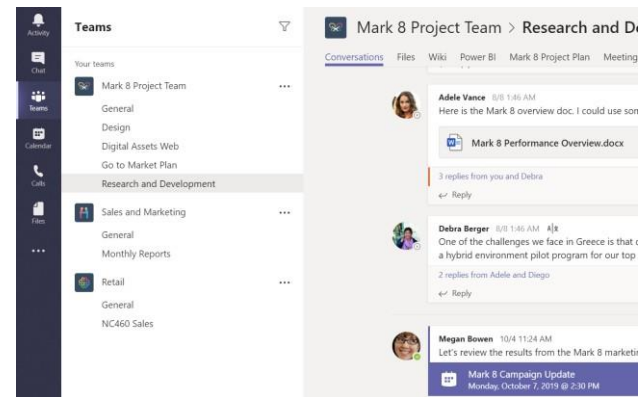 Activity
Chat
Teams
Calendar
Calls
Files
Teams
Your teams
Mark 8 Project Team
General
Design
Digital Assets Web
Go to Market Plan
Research and Development
Sales and Marketing
General
Monthly Reports
Retail
General
NC460 Sales
Mark 8 Project Team > Research and De
Conversations Files Wiki Power BI Mark 8 Project Plan Meeting
Adele Vance 8/8 1:46 AM
Here is the Mark 8 overview doc. I could use som
Mark 8 Performance Overview.docx
3 replies from you and Debra
Reply
Debra Berger 8/8 1:46 AM
One of the challenges we face in Greece is that
a hybrid environment pilot program for our top
2 replies from Adele and Diego
Reply
Megan Bowen 10/4 11:24 AM
Let's review the results from the Mark 8 marketin
Mark 8 Campaign Update
Monday, October 7, 2019 @ 2:30 PM